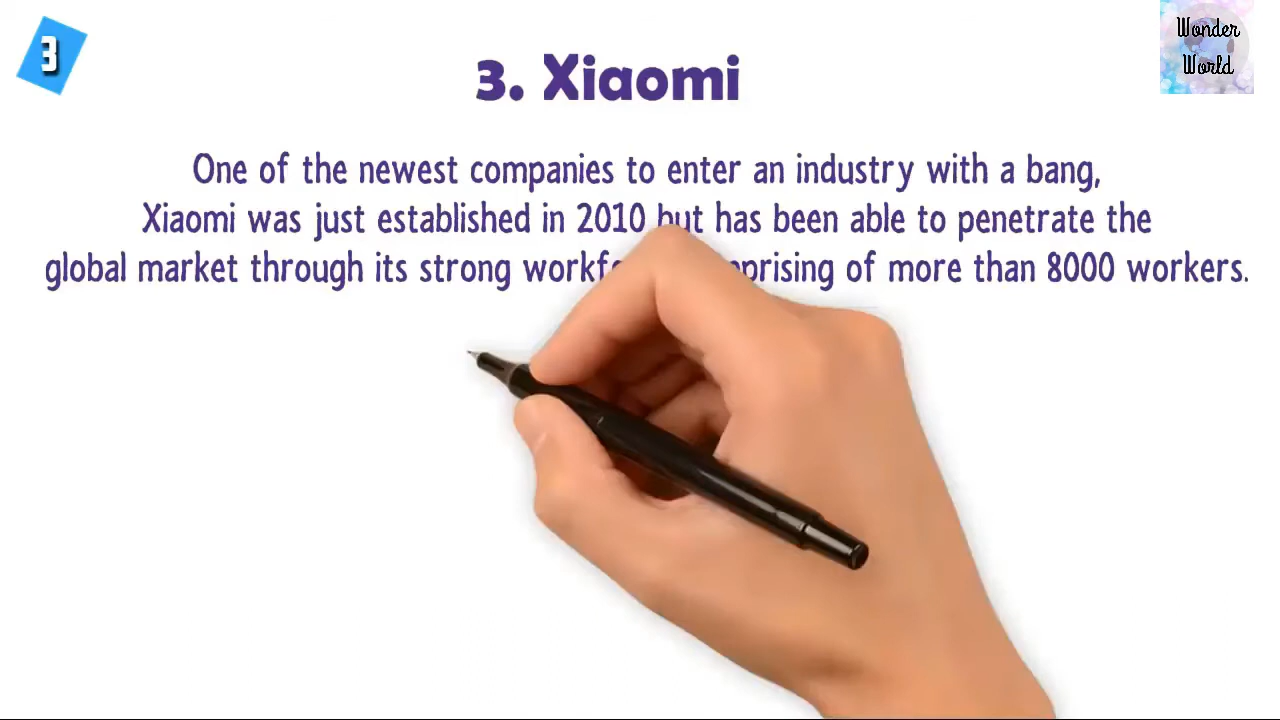 3
Wonder
World
3. Xiaomi
One of the newest companies to enter an industry with a bang,
Xiaomi was just established in 2010 but has been able to penetrate the
global market through its strong of more than 8000 workers.